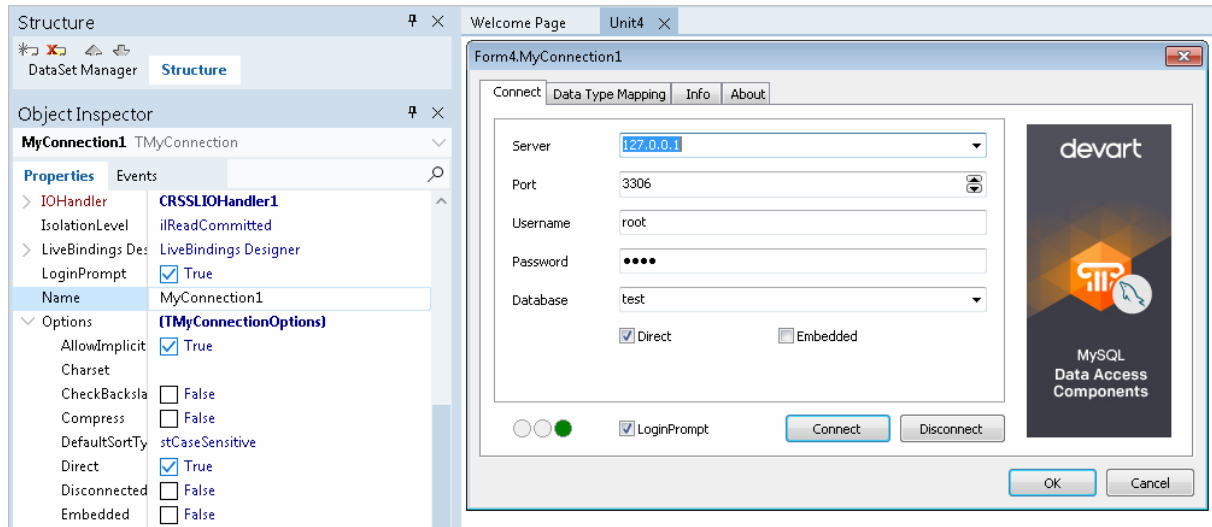 Structure
DataSet Manager Structure
Object Inspector
MyConnection1 TMyConnection
Properties Events
IOHandler CRSSLIOHandler1
IsolationLevel ilReadCommitted
LiveBindings De: LiveBindings Designer
LoginPrompt True
Name MyConnection1
Options (TMyConnectionOptions)
AllowImplicit True
Charset
CheckBacksla False
Compress False
DefaultSortTy stCaseSensitive
Direct True
Disconnected False
Embedded False
Welcome Page Unit4
Form4.MyConnection1
Connect Data Type Mapping Info About
Server 127.0.0.1
Port 3306
Username root
Password ••••
Database test
Direct Embedded
LoginPrompt Connect Disconnect
devart
MySQL
Data Access
Components
OK Cancel